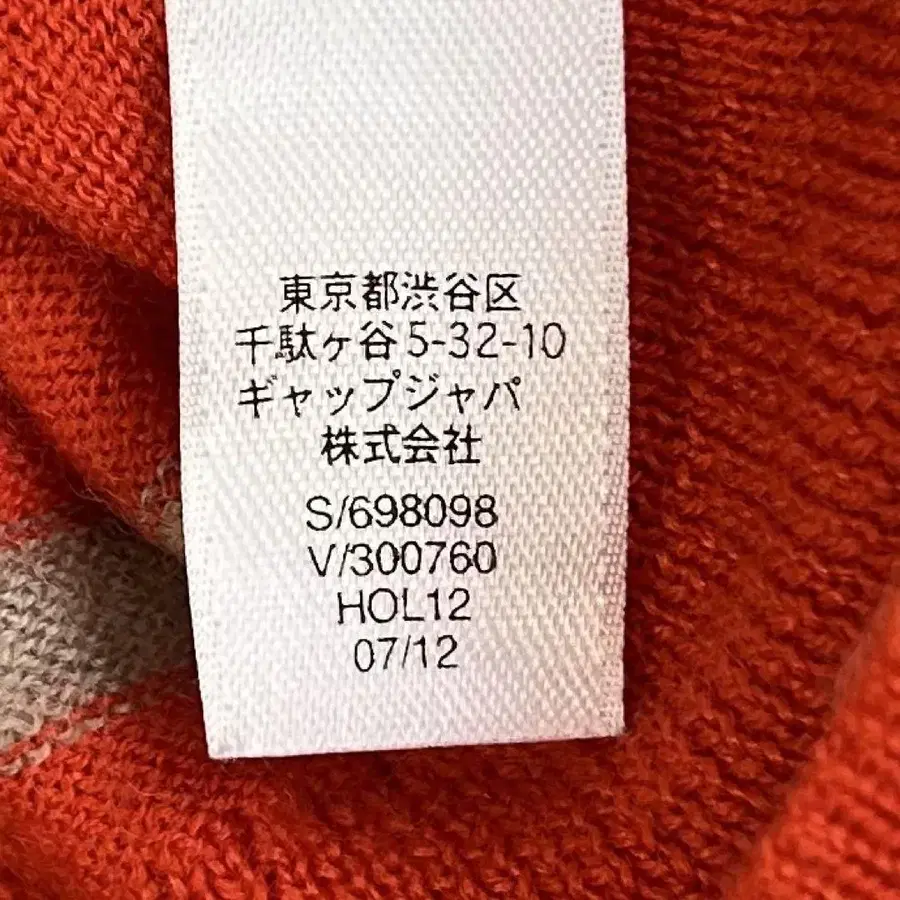 東京都渋谷区
千駄ヶ谷5-32-10
ギャップジャパ
株式会社
S/698098
V/300760
HOL12
07/12